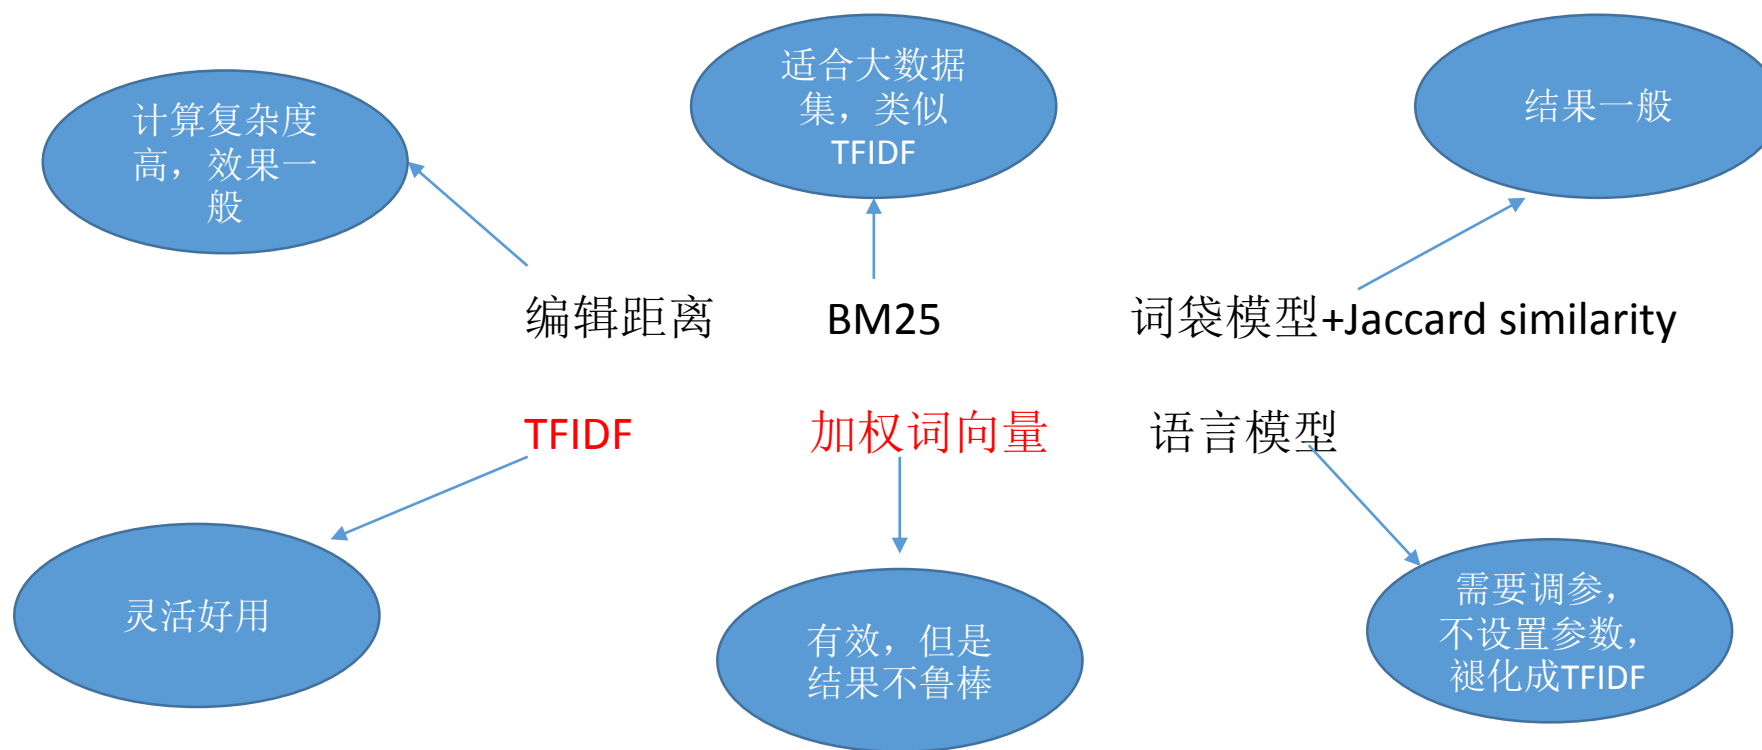 计算复杂度
高，效果一
般
适合大数据
集，类似
TFIDF
结果一般
编辑距离
BM25
词袋模型+Jaccard similarity
TFIDF
加权词向量
语言模型
灵活好用
有效，但是
结果不鲁棒
需要调参，
不设置参数，
褪化成TFIDF